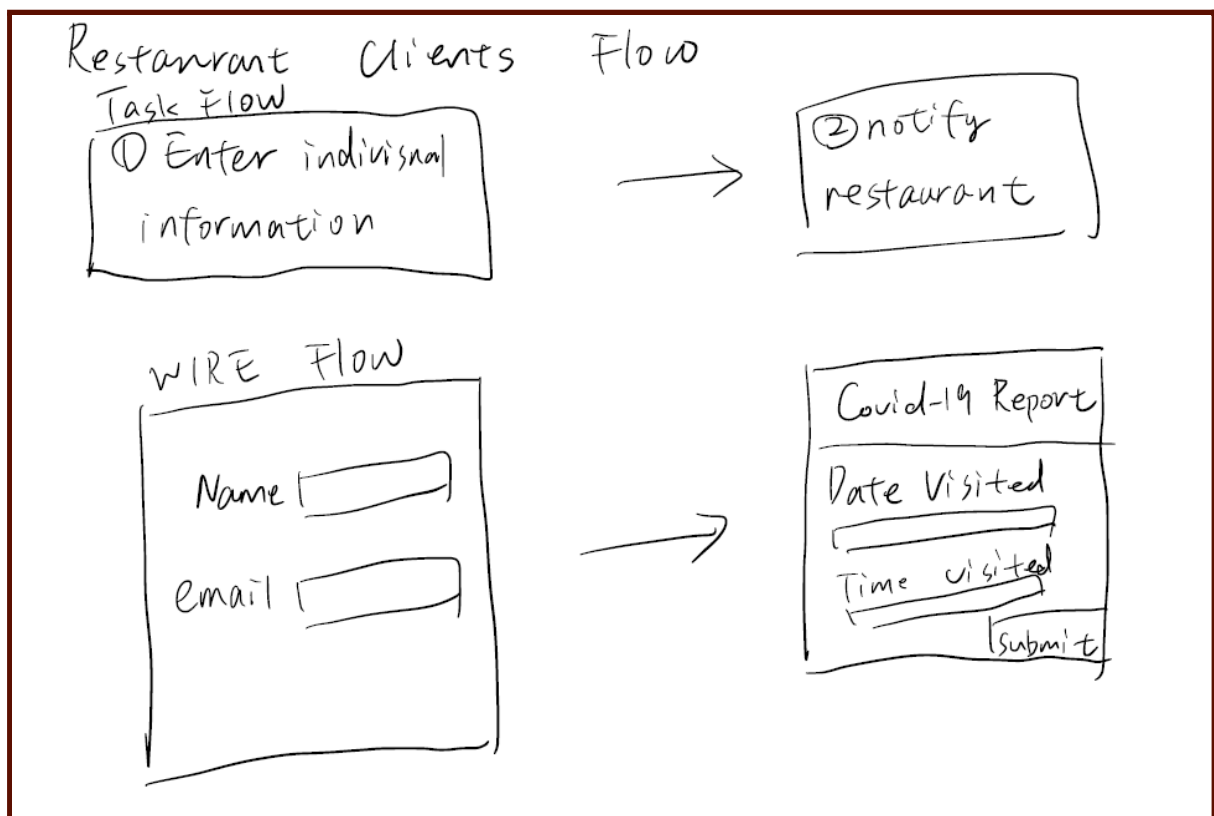 Restaurant Clients Flow
Task Flow
① Enter indivisual
information
② notify
restaurant
WIRE Flow
Name
email
Covid-19 Report
Date Visited
Time visited
submit